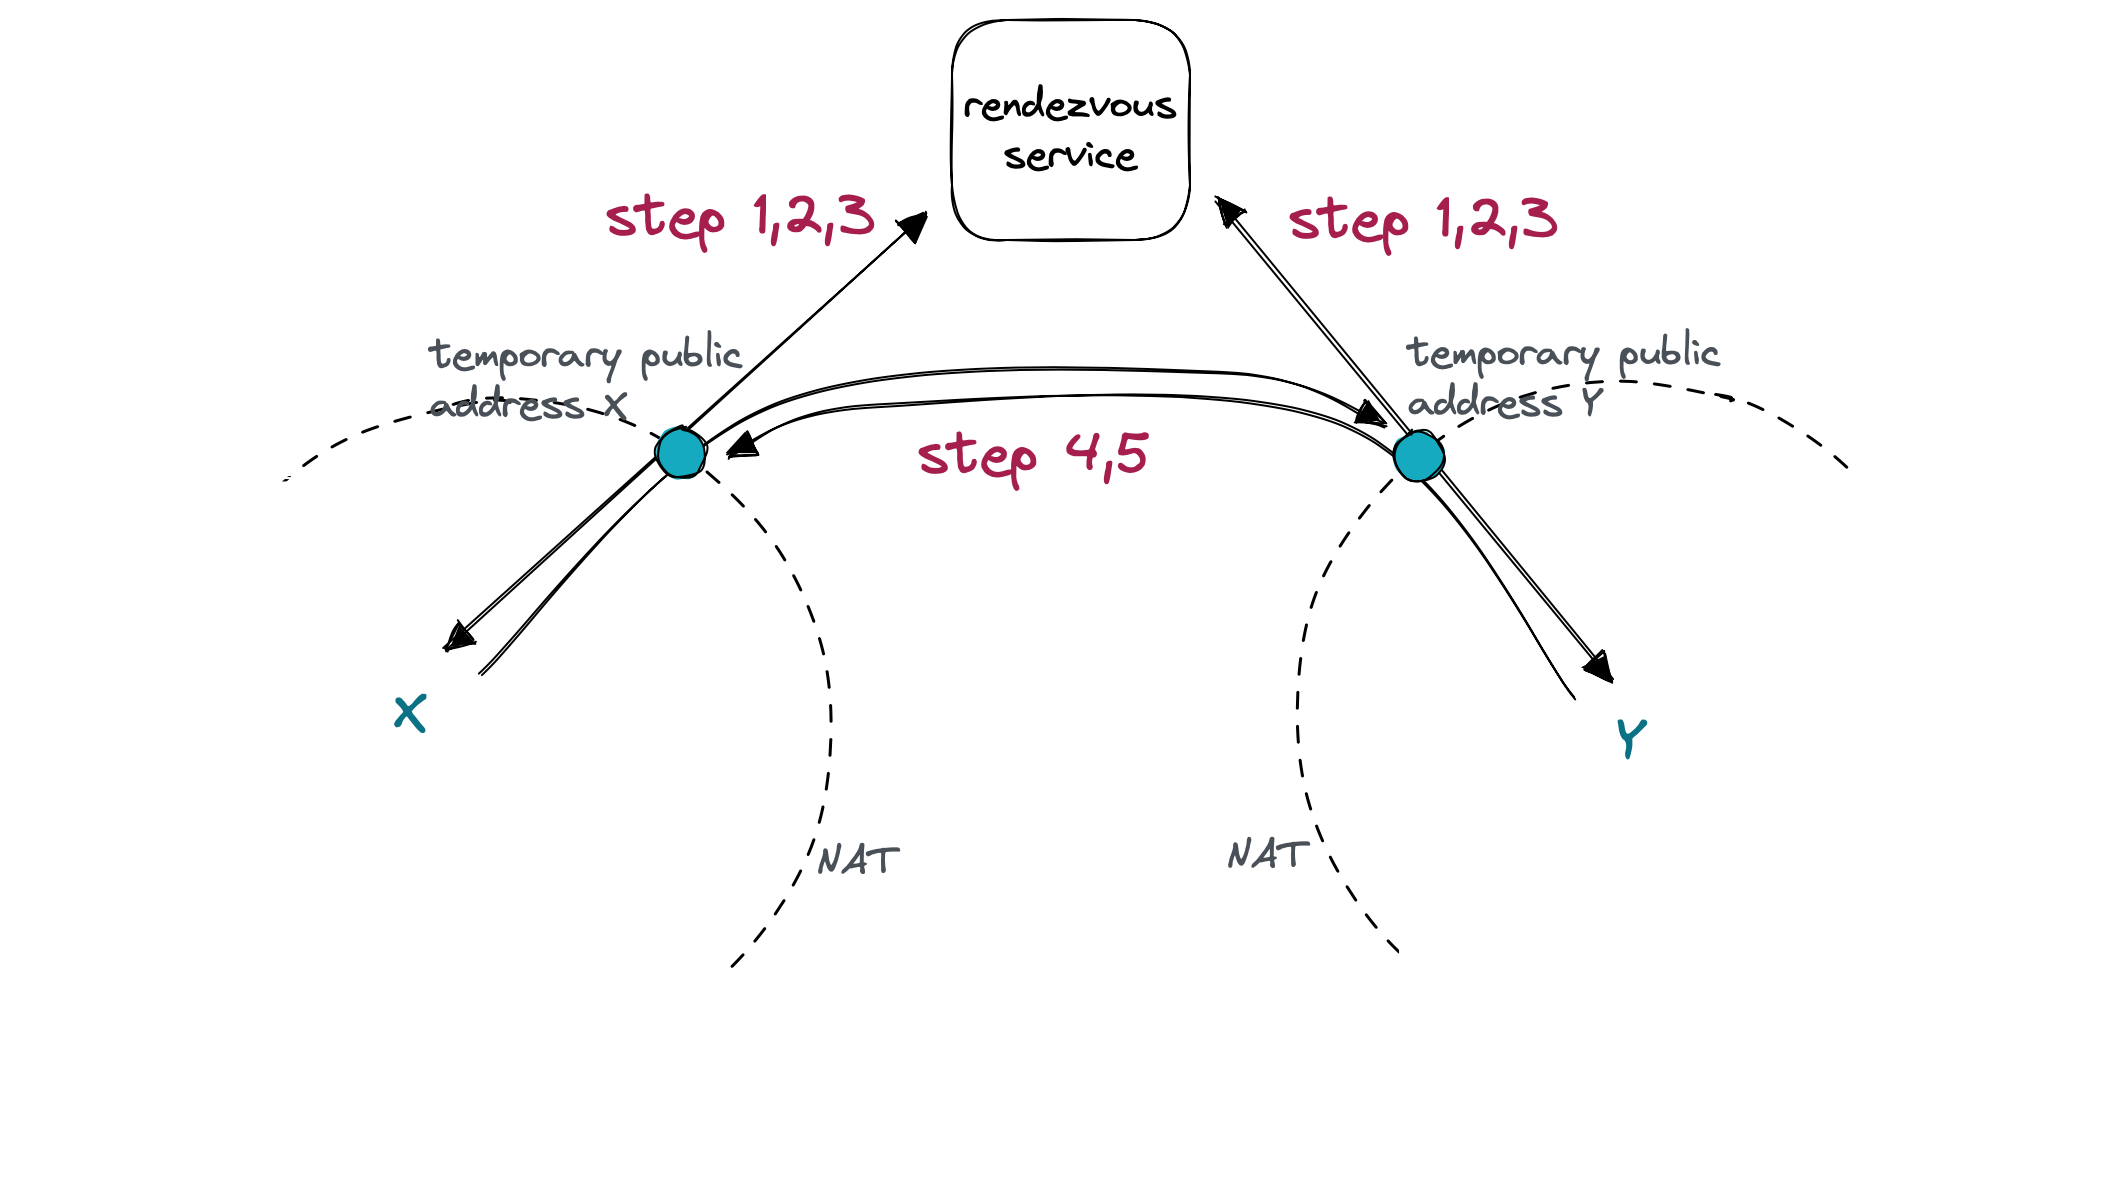 rendezvous
service
step 1,2,3
step 1,2,3
temporary public
address X
temporary public
address Y
step 4,5
X
Y
NAT
NAT